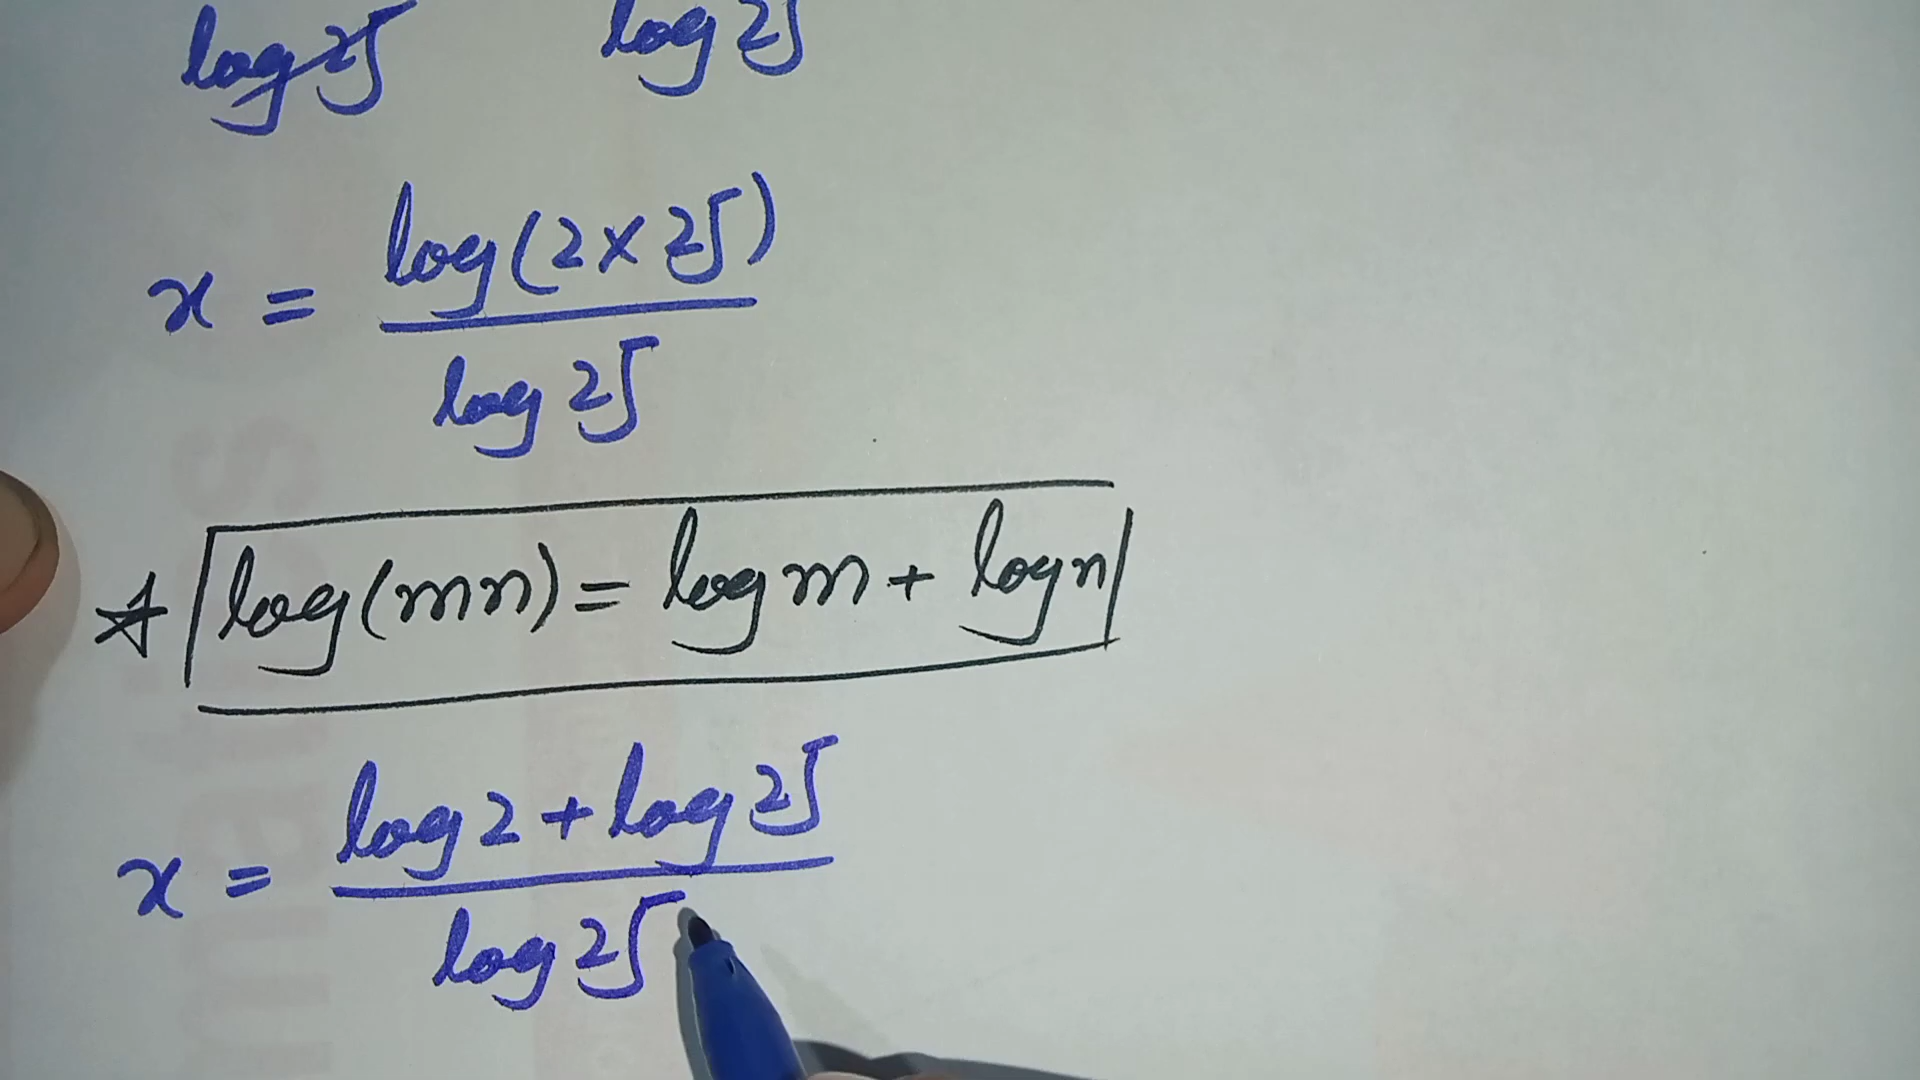 log 25 log 25
x = log(2×25)
log 25
log(mn) = log m + log n
x = log 2 + log 25
log 25